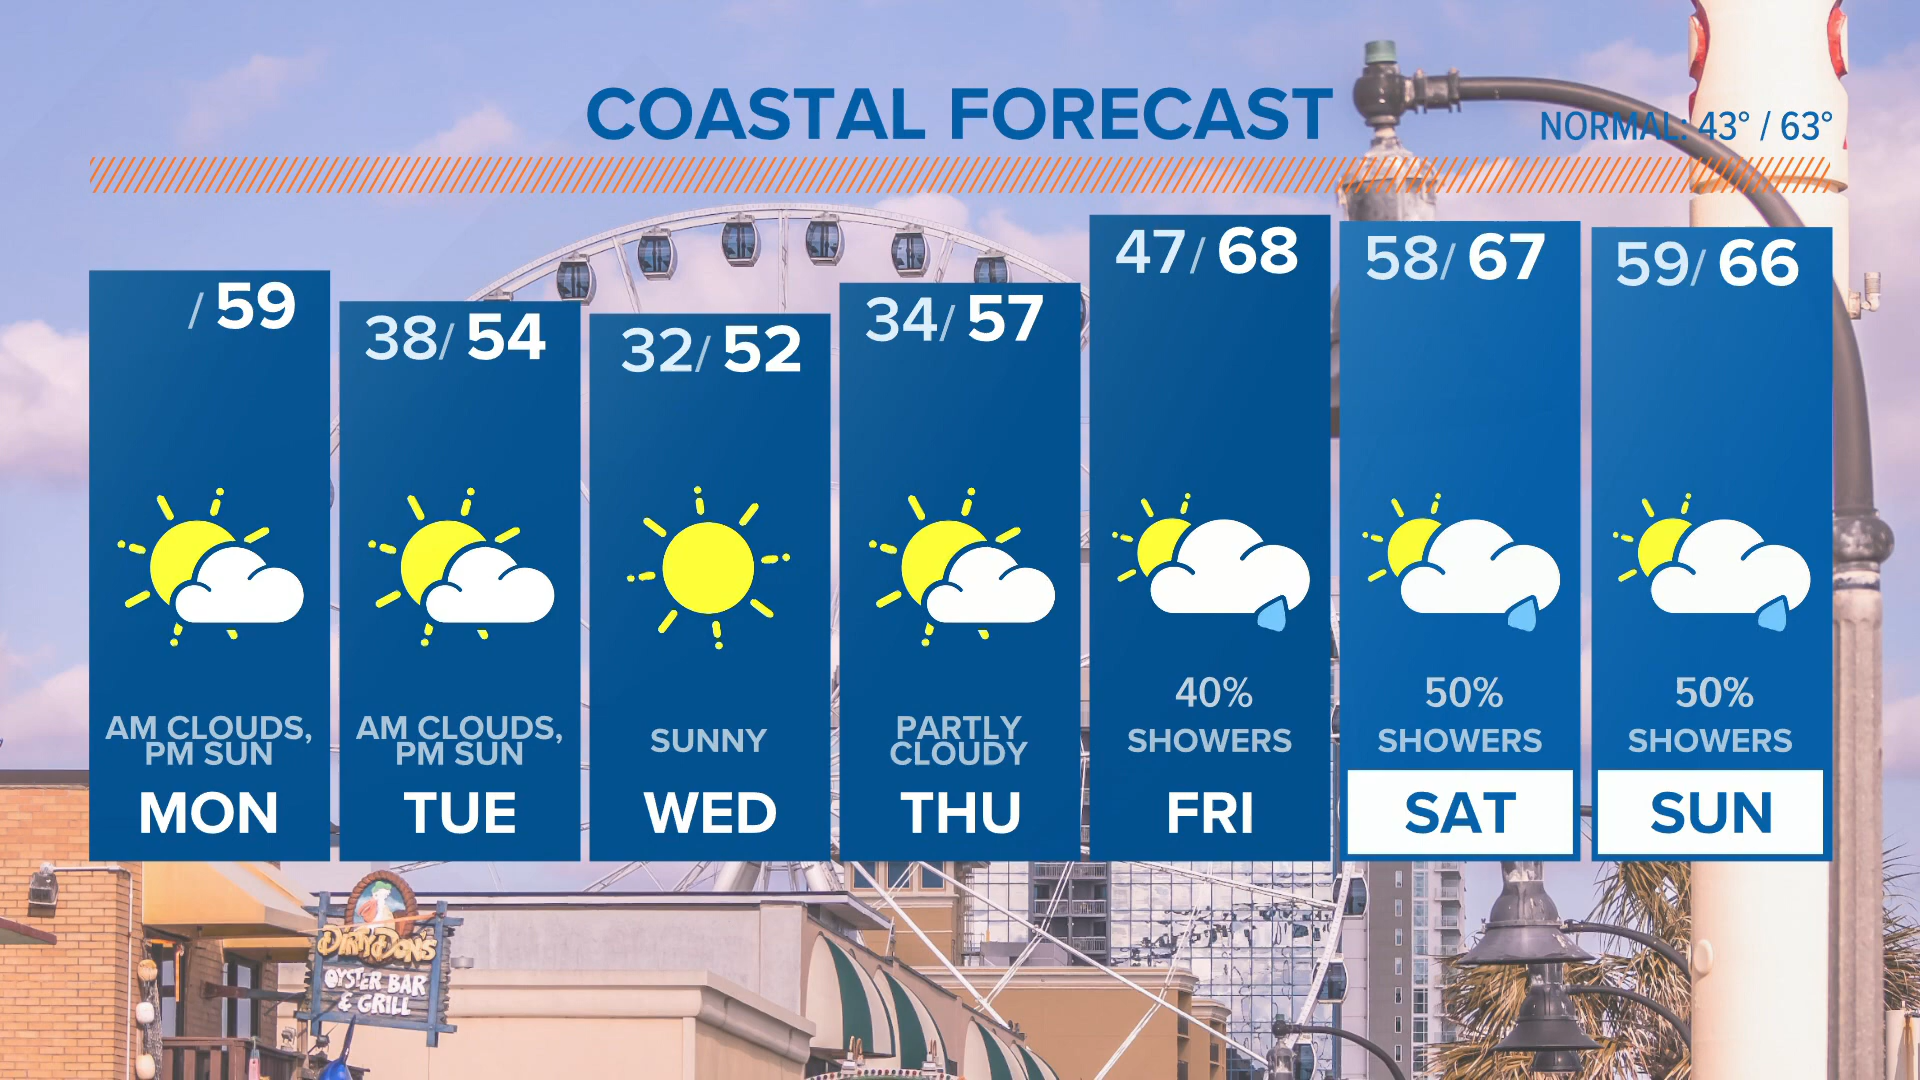 COASTAL FORECAST
NORMAL: 43° / 63°
/ 59
AM CLOUDS,
PM SUN
MON
38/ 54
AM CLOUDS,
PM SUN
TUE
32/ 52
SUNNY
WED
34/ 57
PARTLY
CLOUDY
THU
47/ 68
40%
SHOWERS
FRI
58/ 67
50%
SHOWERS
SAT
59/ 66
50%
SHOWERS
SUN
DIRTY DON'S
OYSTER BAR
& GRILL